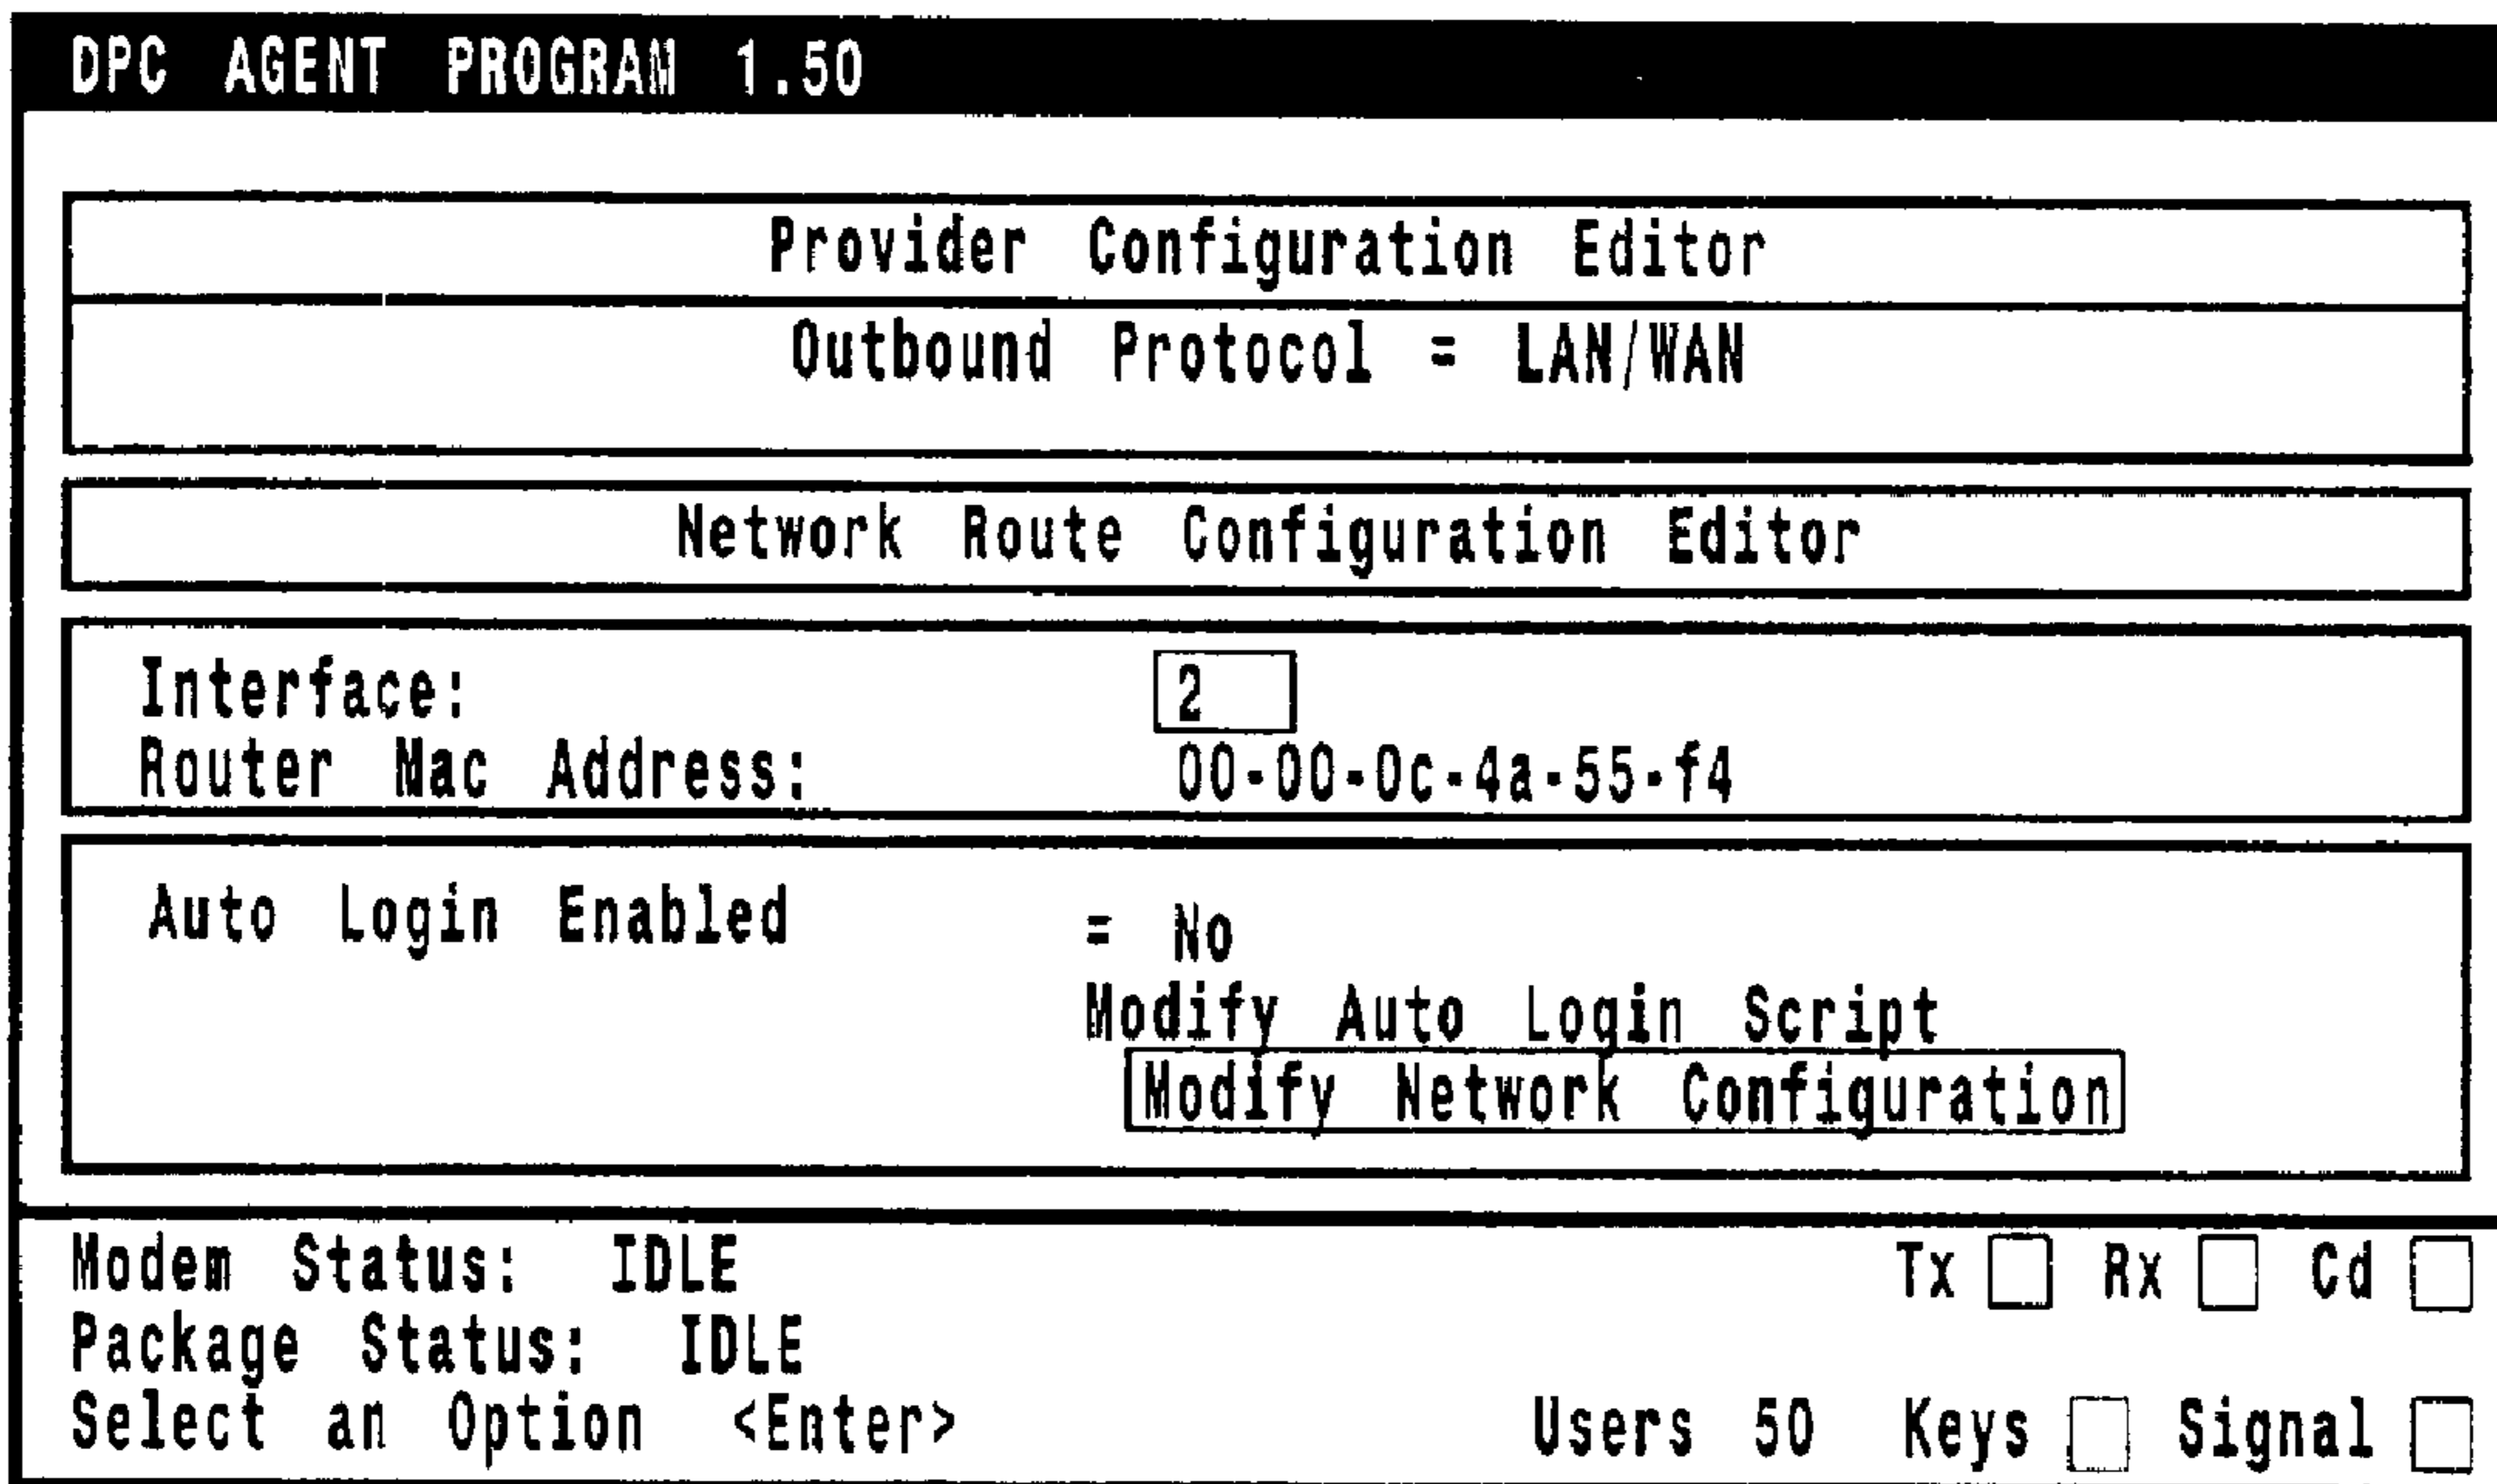 DPC AGENT PROGRAM 1.50
Provider Configuration Editor
Outbound Protocol = LAN/WAN
Network Route Configuration Editor
Interface: 2
Router Mac Address: 00-00-0c-4a-55-f4
Auto Login Enabled = No
Modify Auto Login Script
Modify Network Configuration
Modem Status: IDLE Tx Rx Cd
Package Status: IDLE
Select an Option <Enter> Users 50 Keys Signal